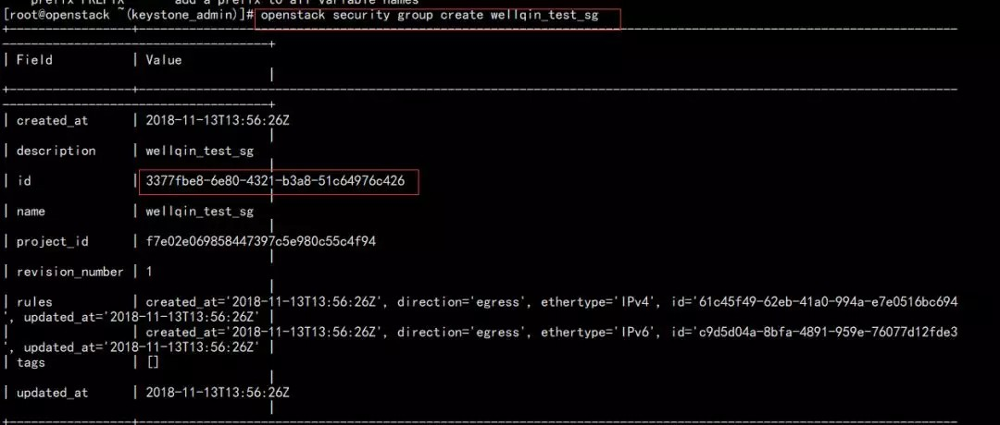 prefix PREFIX     add a prefix to all variable names
[root@openstack ~(keystone_admin)]# openstack security group create wellqin_test_sg
| Field | Value
|
| created_at | 2018-11-13T13:56:26Z
|
| description | wellqin_test_sg
|
| id | 3377fbe8-6e80-4321-b3a8-51c64976c426
|
| name | wellqin_test_sg
|
| project_id | f7e02e069858447397c5e980c55c4f94
|
| revision_number | 1
|
| rules | created_at='2018-11-13T13:56:26Z', direction='egress', ethertype='IPv4', id='61c45f49-62eb-41a0-994a-e7e0516bc694
', updated_at='2018-11-13T13:56:26Z' |
| | created_at='2018-11-13T13:56:26Z', direction='egress', ethertype='IPv6', id='c9d5d04a-8bfa-4891-959e-76077d12fde3
', updated_at='2018-11-13T13:56:26Z' |
| tags | []
|
| updated_at | 2018-11-13T13:56:26Z
|